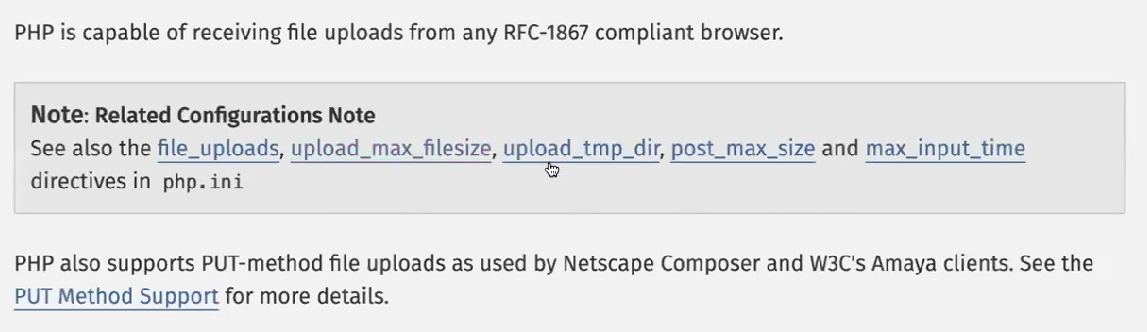 PHP is capable of receiving file uploads from any RFC-1867 compliant browser.
Note: Related Configurations Note
See also the file_uploads, upload_max_filesize, upload_tmp_dir, post_max_size and max_input_time
directives in php.ini
PHP also supports PUT-method file uploads as used by Netscape Composer and W3C's Amaya clients. See the
PUT Method Support for more details.